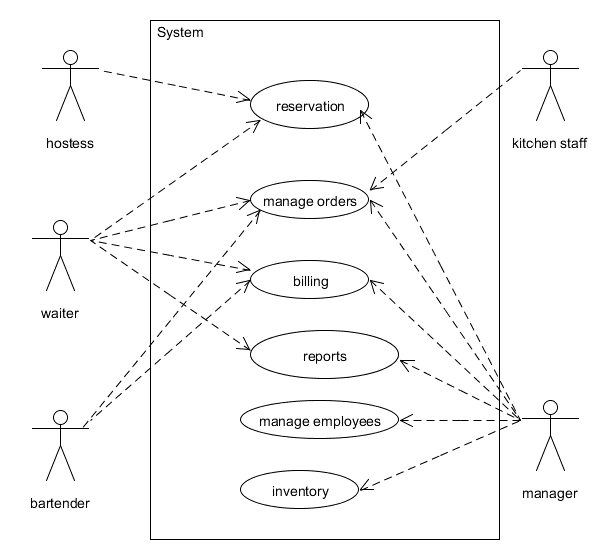 System
hostess
reservation
kitchen staff
manage orders
waiter
billing
reports
manage employees
bartender
inventory
manager